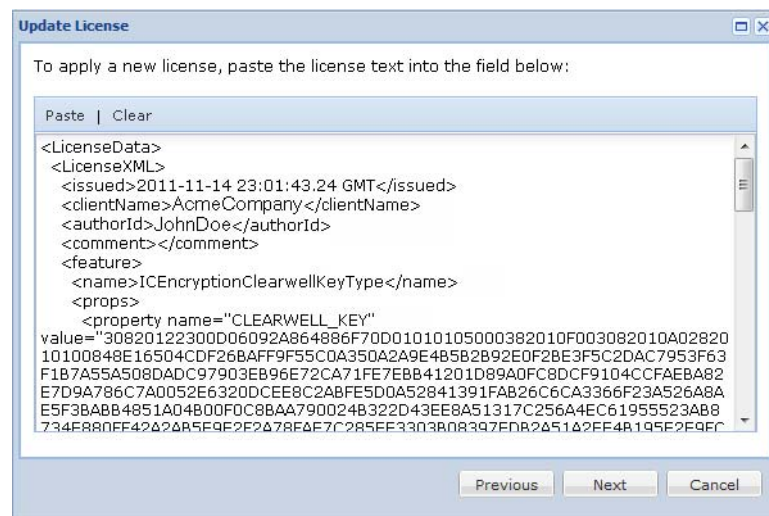 Update License
To apply a new license, paste the license text into the field below:
Paste | Clear
<LicenseData>
<LicenseXML>
<issued>2011-11-14 23:01:43.24 GMT</issued>
<clientName>AcmeCompany</clientName>
<authorId>JohnDoe</authorId>
<comment></comment>
<feature>
<name>ICEncryptionClearwellKeyType</name>
<props>
<property name="CLEARWELL_KEY"
value="30820122300D06092A864886F70D01010105000382010F003082010A02820
10100848E16504CDF26BAFF9F55C0A350A2A9E4B5B2B92E0F2BE3F5C2DAC7953F63
F1B7A55A508DADC97903EB96E72CA71FE7EBB41201D89A0FC8DCF9104CCFAEBA82
E7D9A786C7A0052E6320DCEE8C2ABFE5D0A52841391FAB26C6CA3366F23A526A8A
E5F3BABB4851A04B00F0C8BAA790024B322D43EE8A51317C256A4EC61955523AB8
Previous Next Cancel